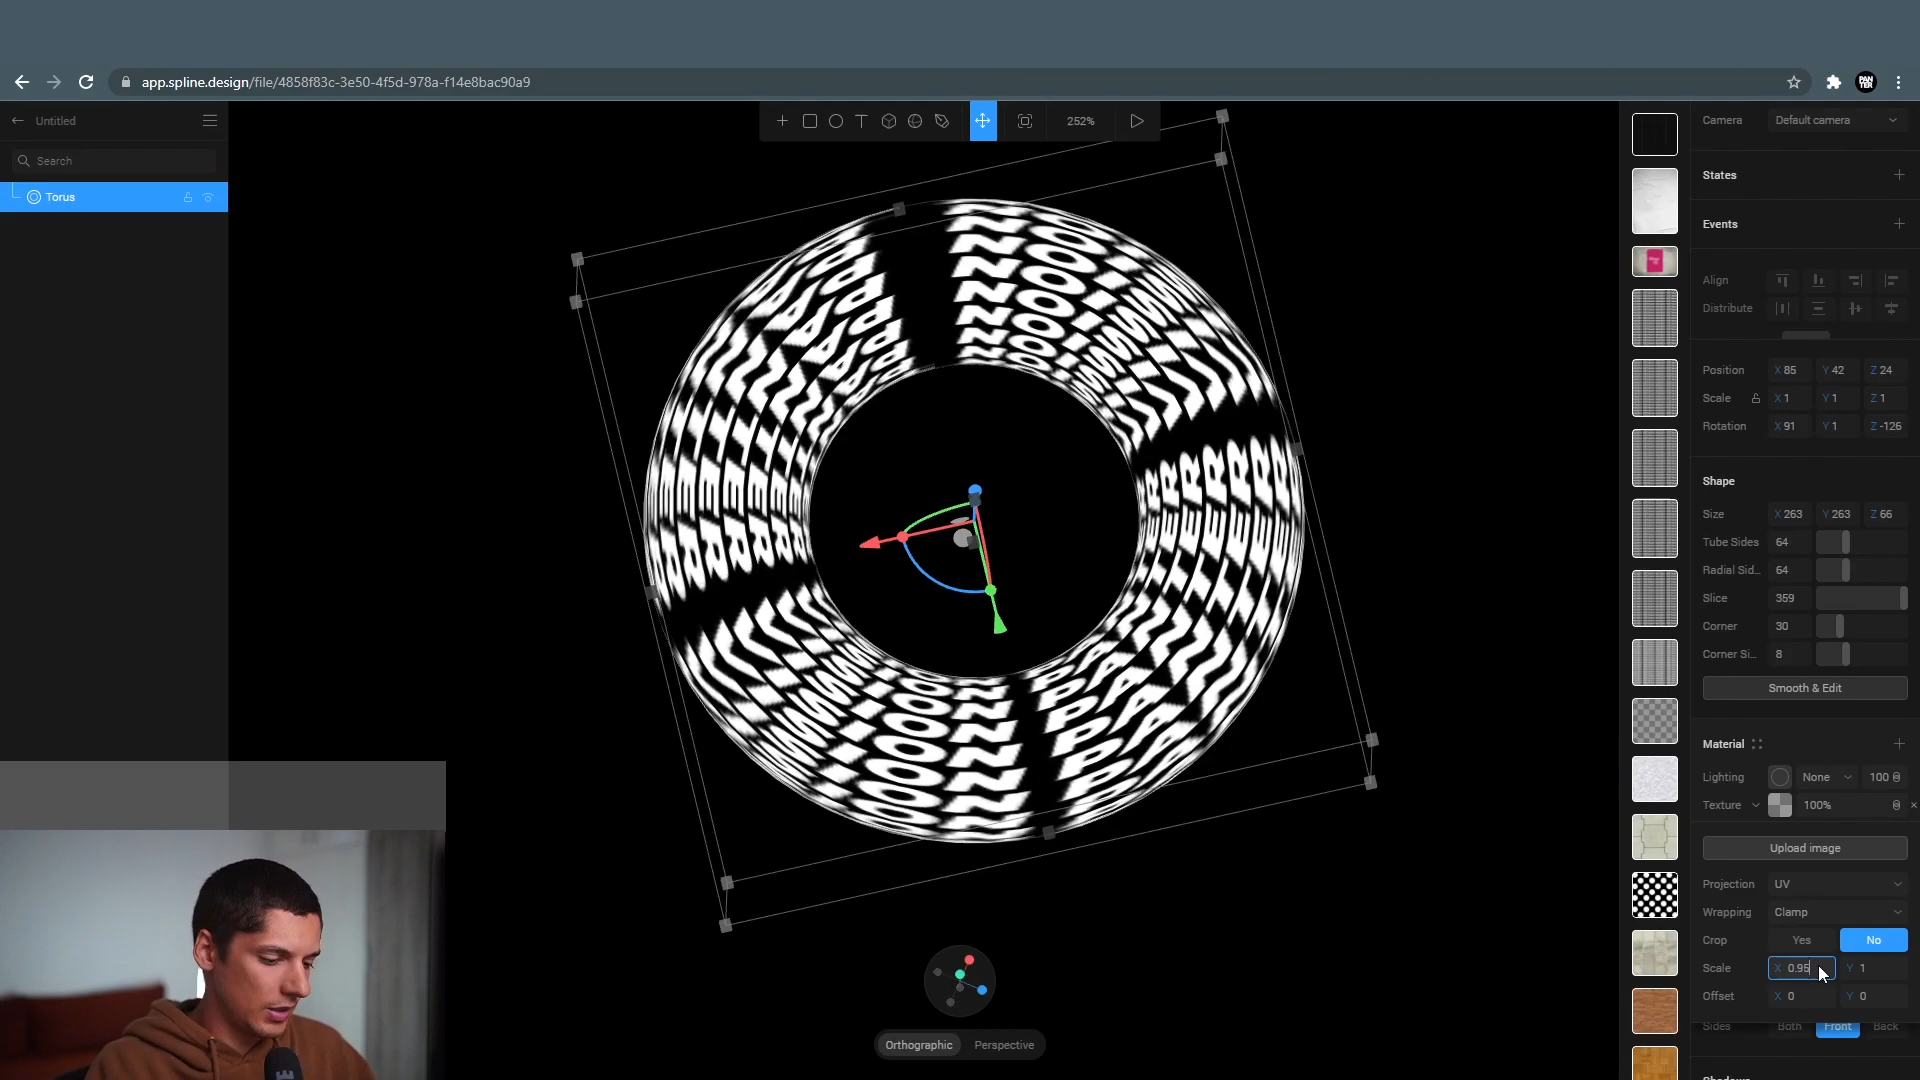 app.spline.design/file/4858f83c-3e50-4f5d-978a-f14e8bac90a9
PAN
TER
Untitled
Search
Torus
252%
Camera
Default camera
States
Events
Align
Distribute
Position X 85 Y 42 Z 24
Scale X 1 Y 1 Z 1
Rotation X 91 Y 1 Z -126
Shape
Size X 263 Y 263 Z 66
Tube Sides 64
Radial Sid... 64
Slice 359
Corner 30
Corner Si... 8
Smooth & Edit
Material
Lighting None 100
Texture 100%
Upload image
Projection UV
Wrapping Clamp
Crop Yes No
Scale X 0.95 Y 1
Offset X 0 Y 0
Sides Both Front Back
Orthographic Perspective